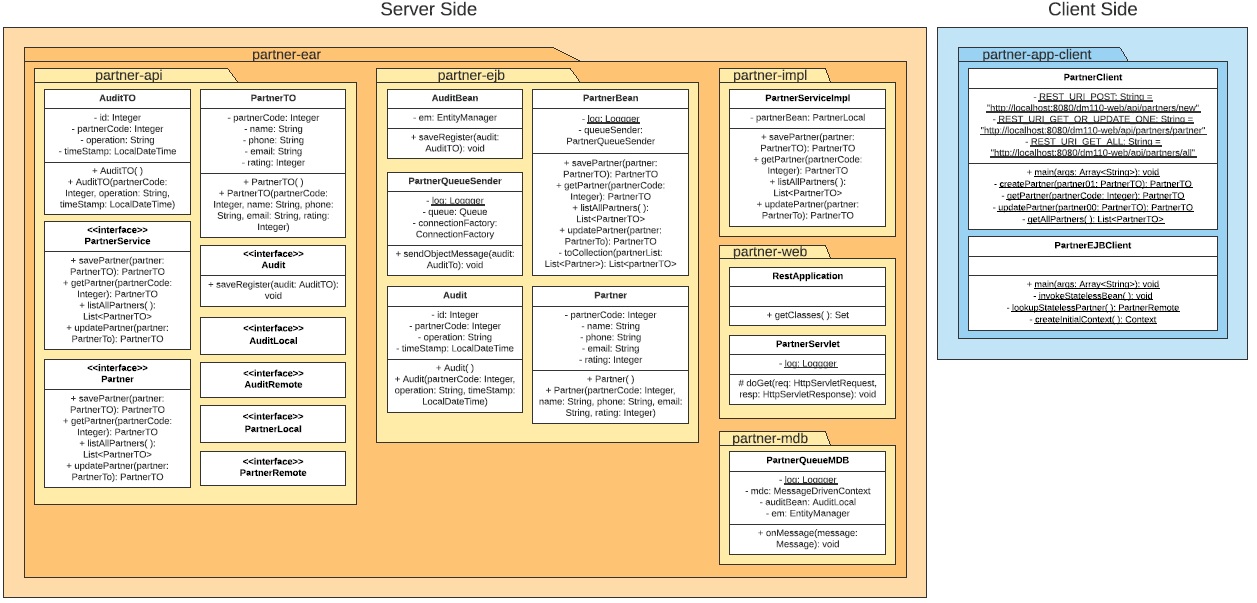 Server Side
partner-ear
partner-api
AuditTO
- id: Integer
- partnerCode: Integer
- operation: String
- timeStamp: LocalDateTime
+ AuditTO( )
+ AuditTO(partnerCode:
Integer, operation: String,
timeStamp: LocalDateTime)
<<interface>>
PartnerService
+ savePartner(partner:
PartnerTO): PartnerTO
+ getPartner(partnerCode:
Integer): PartnerTO
+ listAllPartners( ):
List<PartnerTO>
+ updatePartner(partner:
PartnerTo): PartnerTO
<<interface>>
Partner
+ savePartner(partner:
PartnerTO): PartnerTO
+ getPartner(partnerCode:
Integer): PartnerTO
+ listAllPartners( ):
List<PartnerTO>
+ updatePartner(partner:
PartnerTo): PartnerTO
PartnerTO
- partnerCode: Integer
- name: String
- phone: String
- email: String
- rating: Integer
+ PartnerTO( )
+ PartnerTO(partnerCode:
Integer, name: String, phone:
String, email: String, rating:
Integer)
<<interface>>
Audit
+ saveRegister(audit: AuditTO):
void
<<interface>>
AuditLocal
<<interface>>
AuditRemote
<<interface>>
PartnerLocal
<<interface>>
PartnerRemote
partner-ejb
AuditBean
- em: EntityManager
+ saveRegister(audit:
AuditTO): void
PartnerQueueSender
- log: Loggger
- queue: Queue
- connectionFactory:
ConnectionFactory
+ sendObjectMessage(audit:
AuditTo): void
Audit
- id: Integer
- partnerCode: Integer
- operation: String
- timeStamp: LocalDateTime
+ Audit( )
+ Audit(partnerCode: Integer,
operation: String, timeStamp:
LocalDateTime)
PartnerBean
- log: Loggger
- queueSender:
PartnerQueueSender
+ savePartner(partner:
PartnerTO): PartnerTO
+ getPartner(partnerCode:
Integer): PartnerTO
+ listAllPartners( ):
List<PartnerTO>
+ updatePartner(partner:
PartnerTo): PartnerTO
- toCollection(partnerList:
List<Partner>): List<partnerTO>
Partner
- partnerCode: Integer
- name: String
- phone: String
- email: String
- rating: Integer
+ Partner( )
+ Partner(partnerCode: Integer,
name: String, phone: String, email:
String, rating: Integer)
partner-impl
PartnerServiceImpl
- partnerBean: PartnerLocal
+ savePartner(partner:
PartnerTO): PartnerTO
+ getPartner(partnerCode:
Integer): PartnerTO
+ listAllPartners( ):
List<PartnerTO>
+ updatePartner(partner:
PartnerTo): PartnerTO
partner-web
RestApplication
+ getClasses( ): Set
PartnerServlet
- log: Loggger
# doGet(req: HttpServletRequest,
resp: HttpServletResponse): void
partner-mdb
PartnerQueueMDB
- log: Loggger
- mdc: MessageDrivenContext
- auditBean: AuditLocal
- em: EntityManager
+ onMessage(message:
Message): void
Client Side
partner-app-client
PartnerClient
- REST_URI_POST: String =
"http://localhost:8080/dm110-web/api/partners/new"
- REST_URI_GET_OR_UPDATE_ONE: String =
"http://localhost:8080/dm110-web/api/partners/partner"
- REST_URI_GET_ALL: String =
"http://localhost:8080/dm110-web/api/partners/all"
+ main(args: Array<String>): void
- createPartner(partner01: PartnerTO): PartnerTO
- getPartner(partnerCode: Integer): PartnerTO
- updatePartner(partner00: PartnerTO): PartnerTO
- getAllPartners( ): List<PartnerTO>
PartnerEJBClient
+ main(args: Array<String>): void
- invokeStatelessBean( ): void
- lookupStatelessPartner( ): PartnerRemote
- createInitialContext( ): Context